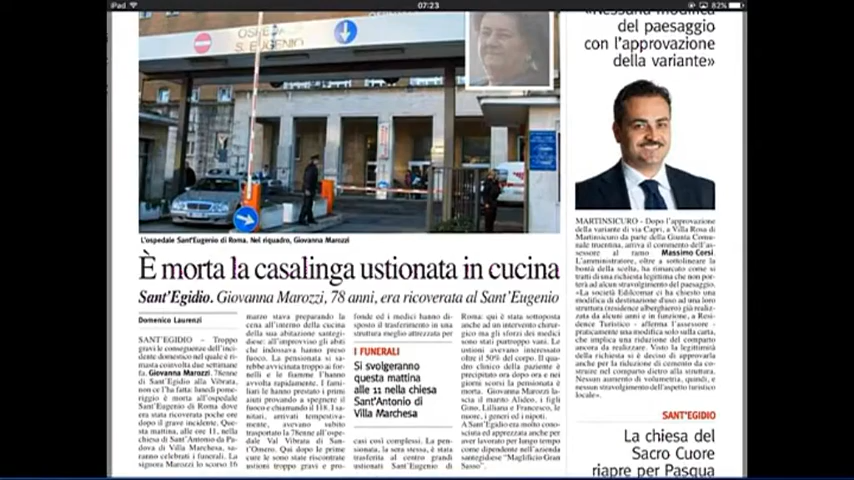 iPad
07:23
82%
OSPEDALE
S. EUGENIO
L'ospedale Sant'Eugenio di Roma. Nel riquadro, Giovanna Marozzi
È morta la casalinga ustionata in cucina
Sant'Egidio. Giovanna Marozzi, 78 anni, era ricoverata al Sant'Eugenio
Domenico Laurenzi
SANT'EGIDIO - Troppo
gravi le conseguenze dell'inci-
dente domestico nel quale è ri-
masta coinvolta due settimane
fa. Giovanna Marozzi, 78enne
di Sant'Egidio alla Vibrata,
non ce l'ha fatta: lunedì pome-
riggio è morta all'ospedale
Sant'Eugenio di Roma dove
era stata ricoverata poche ore
dopo il grave incidente. Que-
sta mattina, alle ore 11, nella
chiesa di Sant'Antonio da Pa-
dova di Villa Marchesa, sa-
ranno celebrati i funerali. La
signora Marozzi lo scorso 16
marzo stava preparando la
cena all'interno della cucina
della sua abitazione santegi-
diese: all'improvviso gli abiti
che indossava hanno preso
fuoco. La pensionata si sa-
rebbe avvicinata troppo ai for-
nelli e le fiamme l'hanno
avvolta rapidamente. I fami-
liari le hanno prestato i primi
aiuti provando a spegnere il
fuoco e chiamando il 118. I sa-
nitari, arrivati tempestiva-
mente, avevano subito
trasportato la 78enne all'ospe-
dale Val Vibrata di San-
t'Omero. Qui dopo le prime
cure le sono state riscontrate
ustioni troppo gravi e pro-
fonde ed i medici hanno di-
sposto il trasferimento in una
struttura meglio attrezzata per
I FUNERALI
Si svolgeranno
questa mattina
alle 11 nella chiesa
Sant'Antonio di
Villa Marchesa
casi così complessi. La pen-
sionata, la sera stessa, è stata
trasferita al centro grandi
ustionati Sant'Eugenio di
Roma: qui è stata sottoposta
anche ad un intervento chirur-
gico ma gli sforzi dei medici
sono stati purtroppo vani. Le
ustioni avevano interessato
oltre il 50% del corpo. Il qua-
dro clinico della paziente è
precipitato ora dopo ora e nei
giorni scorsi la pensionata è
morta. Giovanna Marozzi la-
scia il marito Alideo, i figli
Gino, Liliana e Francesco, le
nuore, i generi ed i nipoti.
A Sant'Egidio era molto cono-
sciuta ed apprezzata anche per
aver lavorato per lungo tempo
come dipendente nell'azienda
santegidiese "Maglificio Gran
Sasso".
«Nessuna modifica
del paesaggio
con l'approvazione
della variante»
MARTINSICURO - Dopo l'approvazione
della variante di via Capri, a Villa Rosa di
Martinsicuro da parte della Giunta Comu-
nale truentina, arriva il commento dell'as-
sessore al ramo Massimo Corsi.
L'amministratore, oltre a sottolineare la
bontà della scelta, ha rimarcato come si
tratti di una richiesta legittima che non por-
terà ad alcun stravolgimento del paesaggio.
«La società Edilcomar ci ha chiesto una
modifica di destinazione d'uso ad una loro
struttura (residence alberghiero) già realiz-
zata da alcuni anni e in funzione, a Resi-
dence Turistico - afferma l'assessore -
praticamente una modifica solo sulla carta,
che implica una riduzione del comparto
ancora da realizzare. Visto la legittimità
della richiesta si è deciso di approvarla
anche per la riduzione di cemento da co-
struire nel comparto dietro alla struttura.
Nessun aumento di volumetria, quindi, e
nessun stravolgimento dell'aspetto turistico
locale».
SANT'EGIDIO
La chiesa del
Sacro Cuore
riapre per Pasqua